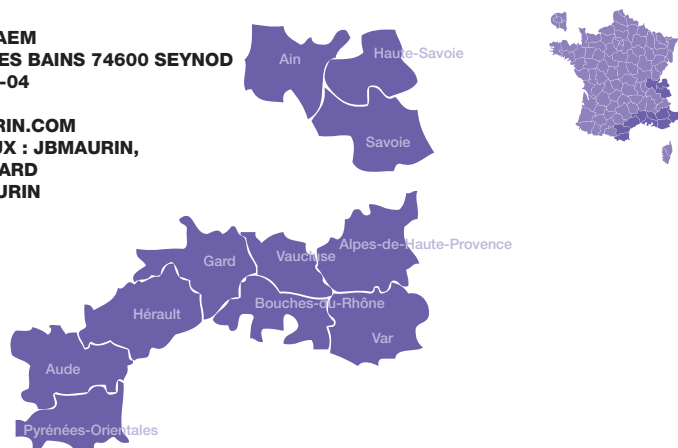 AEM
ES BAINS 74600 SEYNOD
-04
RIN.COM
UX : JBMAURIN,
ARD
URIN
Ain
Haute-Savoie
Savoie
Alpes-de-Haute-Provence
Gard
Vaucluse
Bouches-du-Rhône
Hérault
Var
Aude
Pyrénées-Orientales